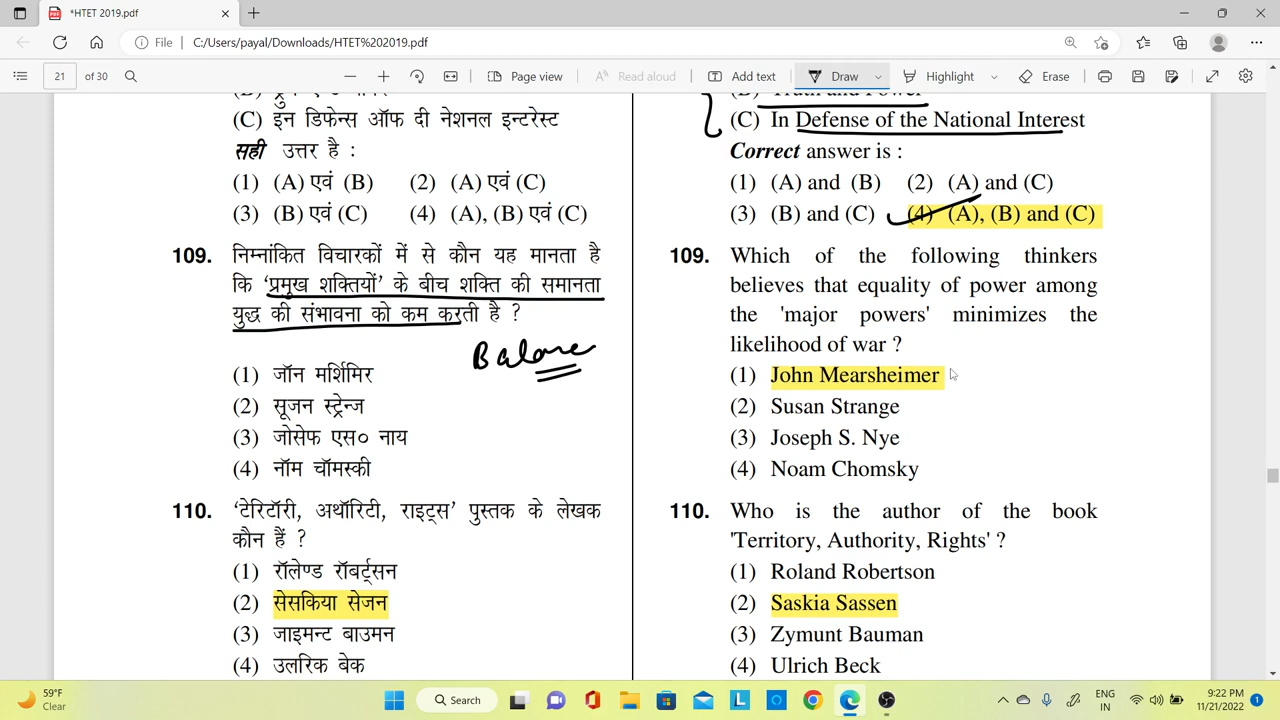 *HTET 2019.pdf
File C:/Users/payal/Downloads/HTET%202019.pdf
21 of 30 Page view Read aloud Add text Draw Highlight Erase
(C) इन डिफेन्स ऑफ दी नेशनल इन्टरेस्ट
सही उत्तर है :
(1) (A) एवं (B) (2) (A) एवं (C)
(3) (B) एवं (C) (4) (A), (B) एवं (C)
109. निम्नांकित विचारकों में से कौन यह मानता है
कि ‘प्रमुख शक्तियों’ के बीच शक्ति की समानता
युद्ध की संभावना को कम करती है ?
Balance
(1) जॉन मर्शिमिर
(2) सूजन स्ट्रेन्ज
(3) जोसेफ एस० नाय
(4) नॉम चॉमस्की
110. ‘टेरिटॉरी, अथॉरिटी, राइट्स’ पुस्तक के लेखक
कौन हैं ?
(1) रॉलेण्ड रॉबर्ट्सन
(2) सेसकिया सेजन
(3) जाइमन्ट बाउमन
(4) उलरिक बेक
(B) Truth and Power
(C) In Defense of the National Interest
Correct answer is :
(1) (A) and (B) (2) (A) and (C)
(3) (B) and (C) (4) (A), (B) and (C)
109. Which of the following thinkers
believes that equality of power among
the 'major powers' minimizes the
likelihood of war ?
(1) John Mearsheimer
(2) Susan Strange
(3) Joseph S. Nye
(4) Noam Chomsky
110. Who is the author of the book
'Territory, Authority, Rights' ?
(1) Roland Robertson
(2) Saskia Sassen
(3) Zymunt Bauman
(4) Ulrich Beck
59°F
Clear
Search
ENG
IN
9:22 PM
11/21/2022